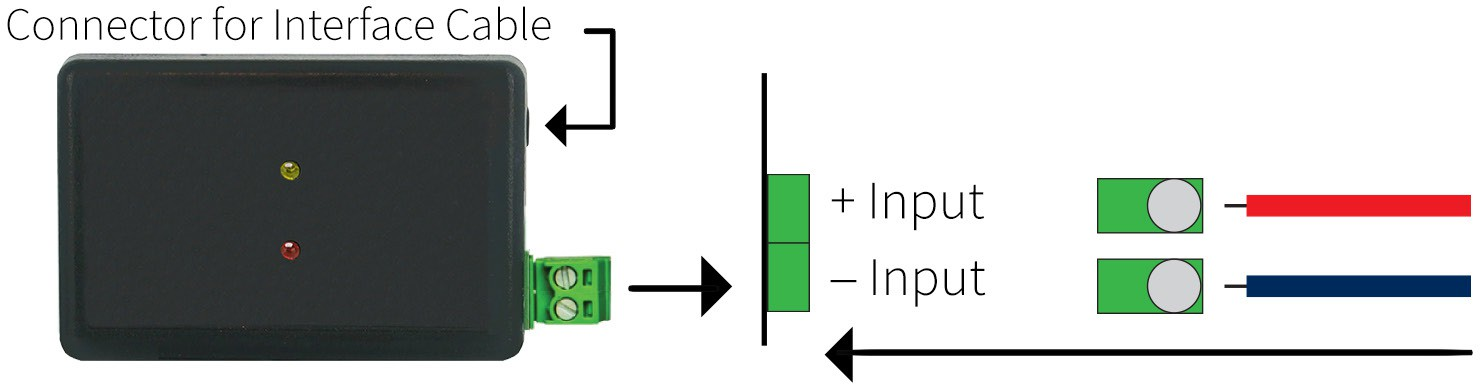 Connector for Interface Cable
+ Input
– Input